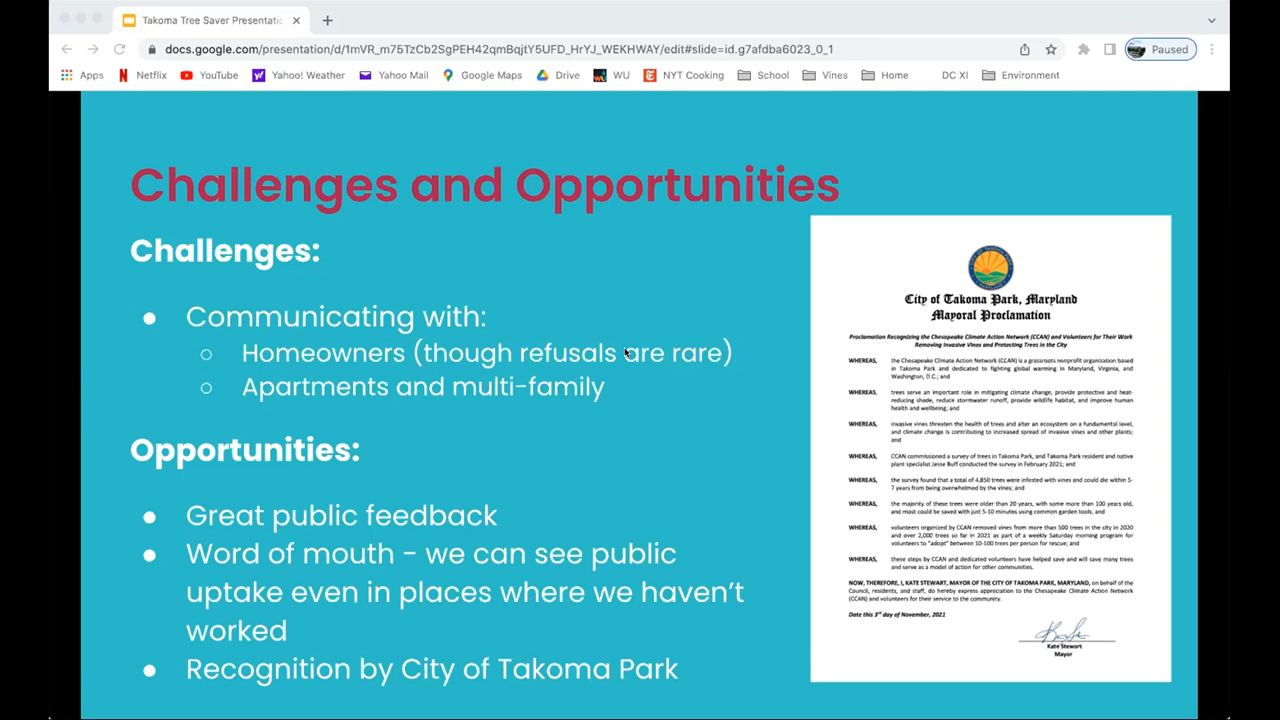 Takoma Tree Saver Presentatic
docs.google.com/presentation/d/1mVR_m75TzCb2SgPEH42qmBqjtY5UFD_HrYJ_WEKHWAY/edit#slide=id.g7afdba6023_0_1
Paused
Apps Netflix YouTube Yahoo! Weather Yahoo Mail Google Maps Drive WU NYT Cooking School Vines Home DC XI Environment
Challenges and Opportunities
Challenges:
Communicating with:
Homeowners (though refusals are rare)
Apartments and multi-family
Opportunities:
Great public feedback
Word of mouth - we can see public
uptake even in places where we haven't
worked
Recognition by City of Takoma Park
City of Takoma Park, Maryland
Mayoral Proclamation
Proclamation Recognizing the Chesapeake Climate Action Network (CCAN) and Volunteers for Their Work
Removing Invasive Vines and Protecting Trees in the City
WHEREAS, the Chesapeake Climate Action Network (CCAN) is a grassroots nonprofit organization based
in Takoma Park and dedicated to fighting global warming in Maryland, Virginia, and
Washington, D.C.; and
WHEREAS, trees serve an important role in mitigating climate change, provide protective and heat-
reducing shade, reduce stormwater runoff, provide wildlife habitat, and improve human
health and wellbeing; and
WHEREAS, invasive vines threaten the health of trees and alter an ecosystem on a fundamental level,
and climate change is contributing to increased spread of invasive vines and other plants;
and
WHEREAS, CCAN commissioned a survey of trees in Takoma Park, and Takoma Park resident and native
plant specialist Jesse Buff conducted the survey in February 2021; and
WHEREAS, the survey found that a total of 4,850 trees were infested with vines and could die within 5-
7 years from being overwhelmed by the vines; and
WHEREAS, the majority of these trees were older than 20 years, with some more than 100 years old,
and most could be saved with just 5-10 minutes using common garden tools; and
WHEREAS, volunteers organized by CCAN removed vines from more than 500 trees in the city in 2020
and over 2,000 trees so far in 2021 as part of a weekly Saturday morning program for
volunteers to "adopt" between 10-100 trees per person for rescue; and
WHEREAS, these steps by CCAN and dedicated volunteers have helped save and will save many trees
and serve as a model of action for other communities.
NOW, THEREFORE, I, KATE STEWART, MAYOR OF THE CITY OF TAKOMA PARK, MARYLAND, on behalf of the
Council, residents, and staff, do hereby express appreciation to the Chesapeake Climate Action Network
(CCAN) and volunteers for their service to the community.
Date this 3rd day of November, 2021
Kate Stewart
Mayor